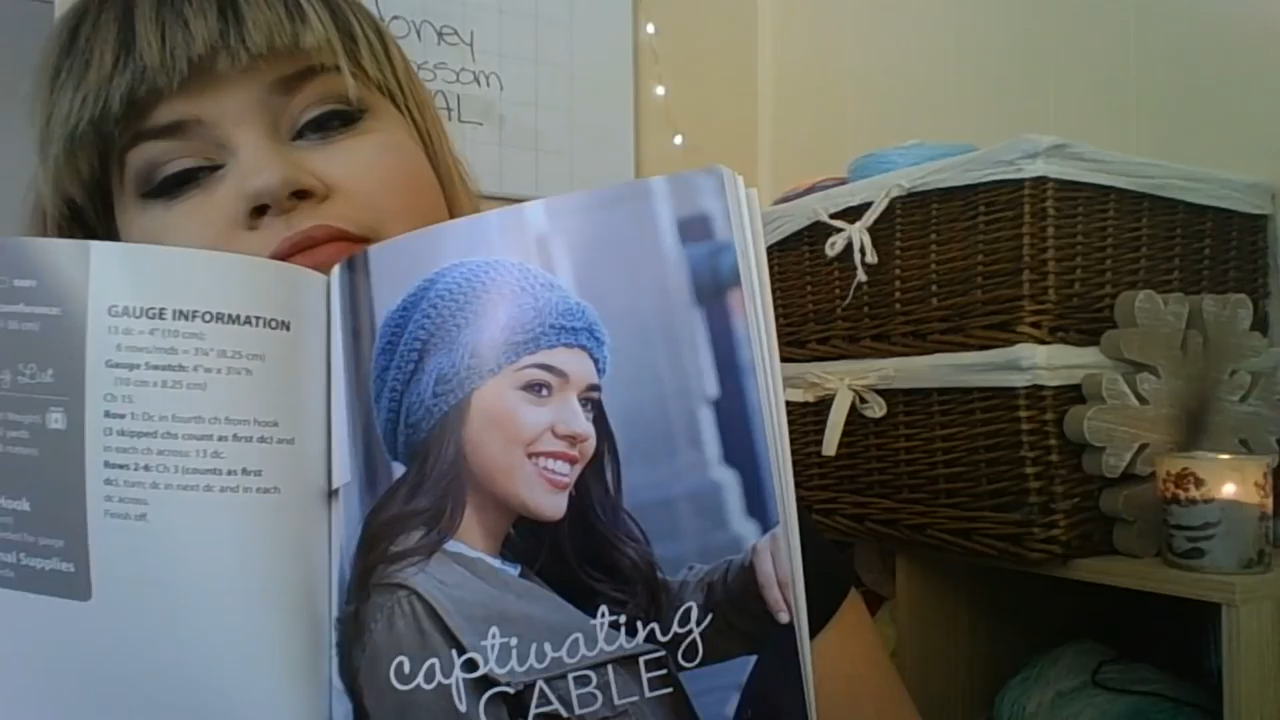 oney
ossom
AL
EASY
GAUGE INFORMATION
13 dc = 4" (10 cm);
6 rows/rnds = 3¼" (8.25 cm)
Gauge Swatch: 4"w x 3¼"h
(10 cm x 8.25 cm)
Ch 15.
Row 1: Dc in fourth ch from hook
(3 skipped chs count as first dc) and
in each ch across: 13 dc.
Rows 2-6: Ch 3 (counts as first
dc), turn; dc in next dc and in each
dc across.
Finish off.
List
Hook
nal Supplies
captivating
CABLE